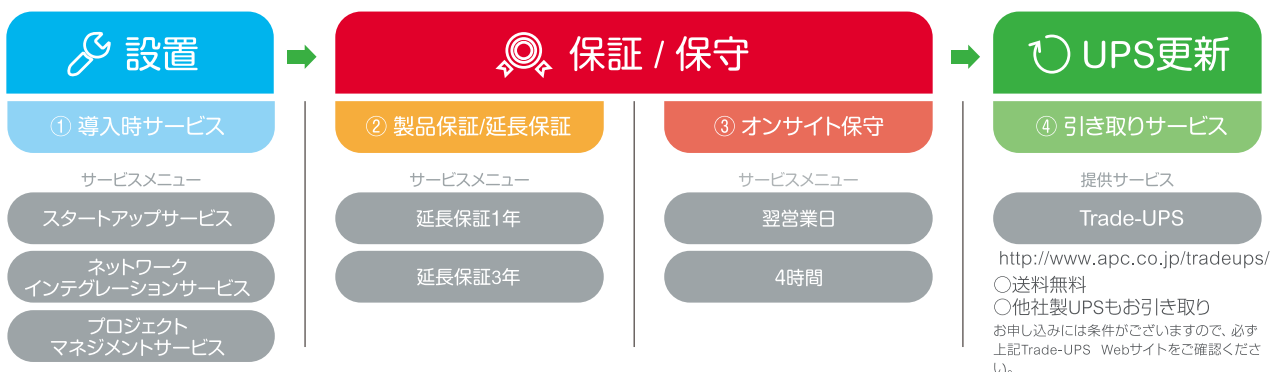 設置
① 導入時サービス
サービスメニュー
スタートアップサービス
ネットワーク
インテグレーションサービス
プロジェクト
マネジメントサービス
保証 / 保守
② 製品保証/延長保証
サービスメニュー
延長保証1年
延長保証3年
③ オンサイト保守
サービスメニュー
翌営業日
4時間
UPS更新
④ 引き取りサービス
提供サービス
Trade-UPS
http://www.apc.co.jp/tradeups/
○送料無料
○他社製UPSもお引き取り
お申し込みには条件がございますので、必ず
上記Trade-UPS Webサイトをご確認くださ
い。